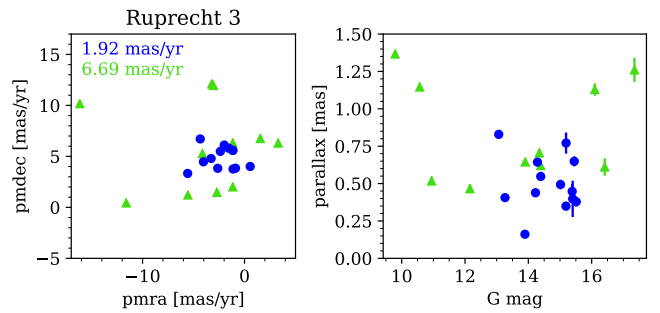 Ruprecht 3
1.92 mas/yr
6.69 mas/yr
15
10
5
0
−5
−10
0
pmdec [mas/yr]
pmra [mas/yr]
1.50
1.25
1.00
0.75
0.50
0.25
0.00
10
12
14
16
parallax [mas]
G mag